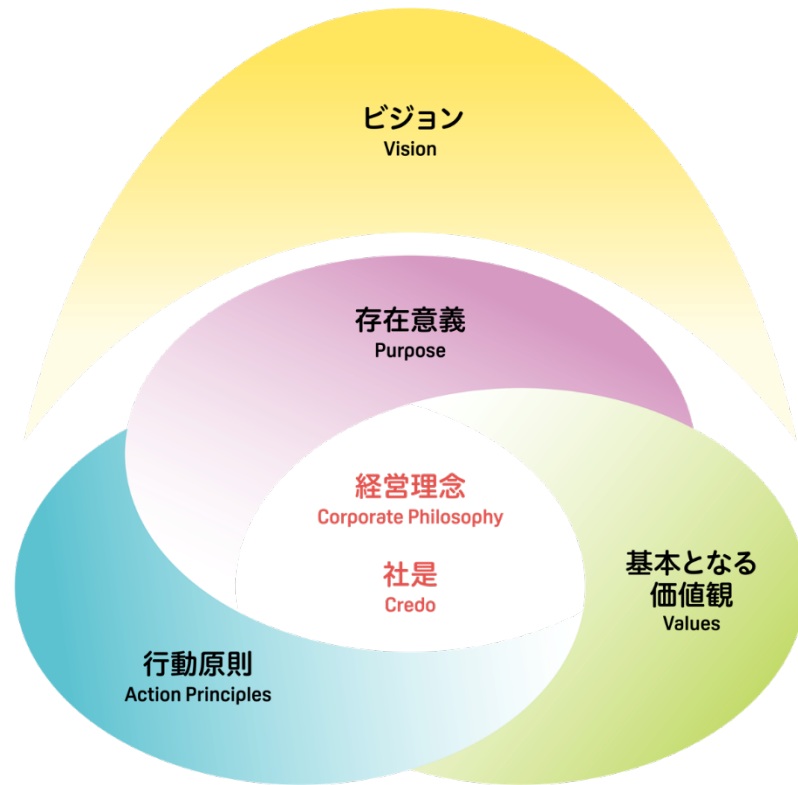 ビジョン
Vision
存在意義
Purpose
経営理念
Corporate Philosophy
社是
Credo
基本となる
価値観
Values
行動原則
Action Principles